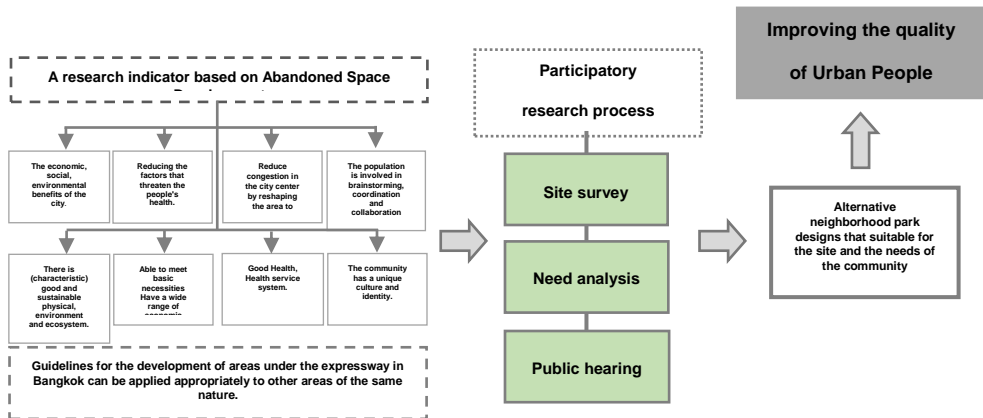 A research indicator based on Abandoned Space
The economic,
social,
environmental
benefits of the
city.
Reducing the
factors that
threaten the
people's
health.
Reduce
congestion in
the city center
by reshaping
the area to
The population
is involved in
brainstorming,
coordination
and
collaboration
There is
(characteristic)
good and
sustainable
physical,
environment
and ecosystem.
Able to meet
basic
necessities
Have a wide
range of
Good Health,
Health service
system.
The community
has a unique
culture and
identity.
Guidelines for the development of areas under the expressway in
Bangkok can be applied appropriately to other areas of the same
nature.
Participatory
research process
Site survey
Need analysis
Public hearing
Alternative
neighborhood park
designs that suitable for
the site and the needs of
the community
Improving the quality
of Urban People